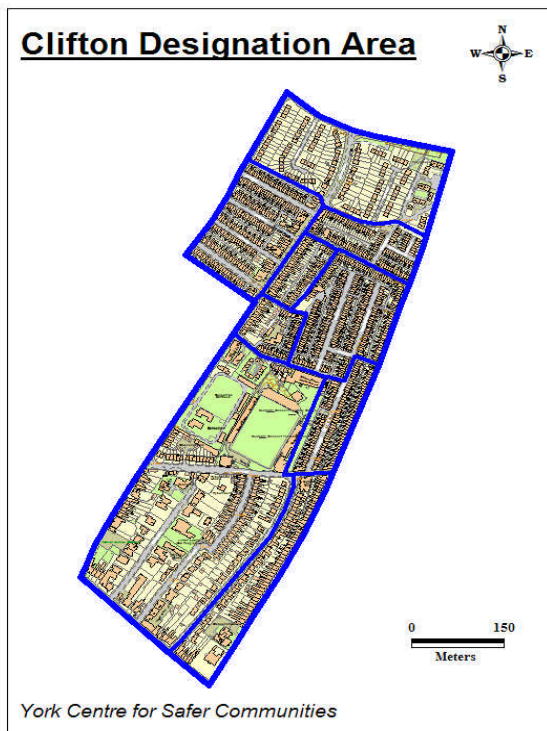 Clifton Designation Area
N
W E
S
0 150
Meters
York Centre for Safer Communities